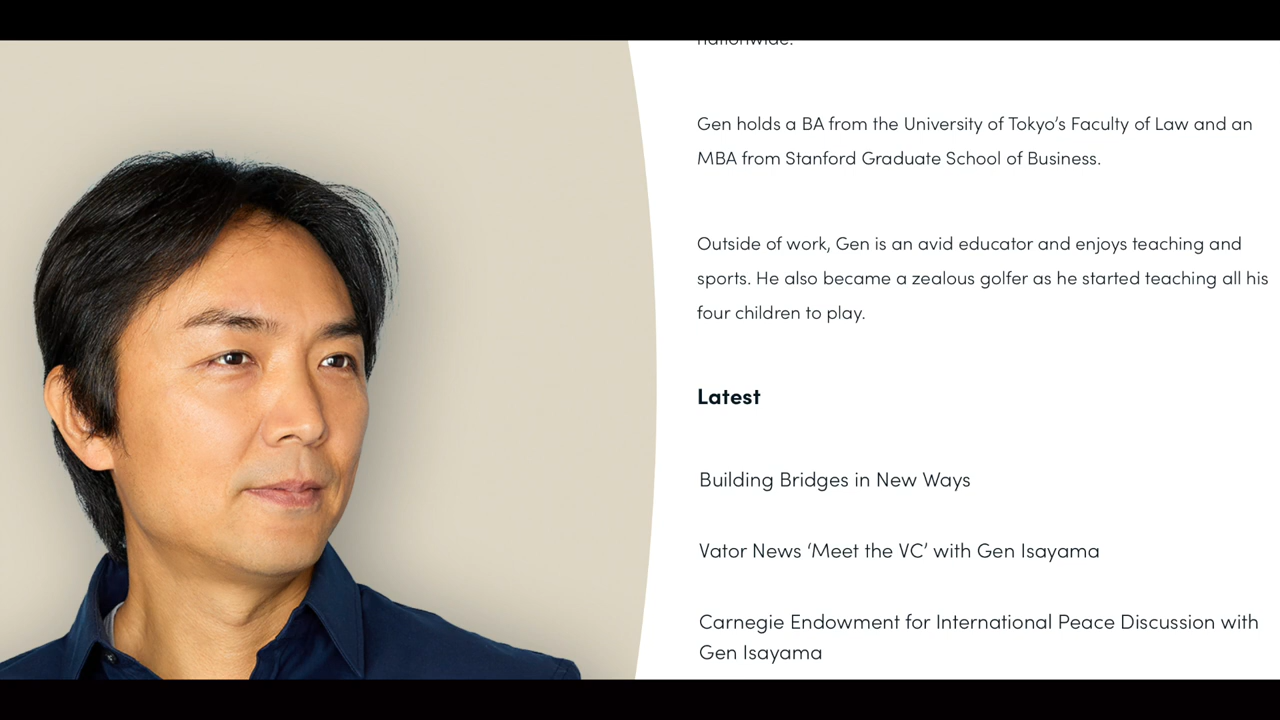 nationwide.
Gen holds a BA from the University of Tokyo’s Faculty of Law and an
MBA from Stanford Graduate School of Business.
Outside of work, Gen is an avid educator and enjoys teaching and
sports. He also became a zealous golfer as he started teaching all his
four children to play.
Latest
Building Bridges in New Ways
Vator News ‘Meet the VC’ with Gen Isayama
Carnegie Endowment for International Peace Discussion with
Gen Isayama